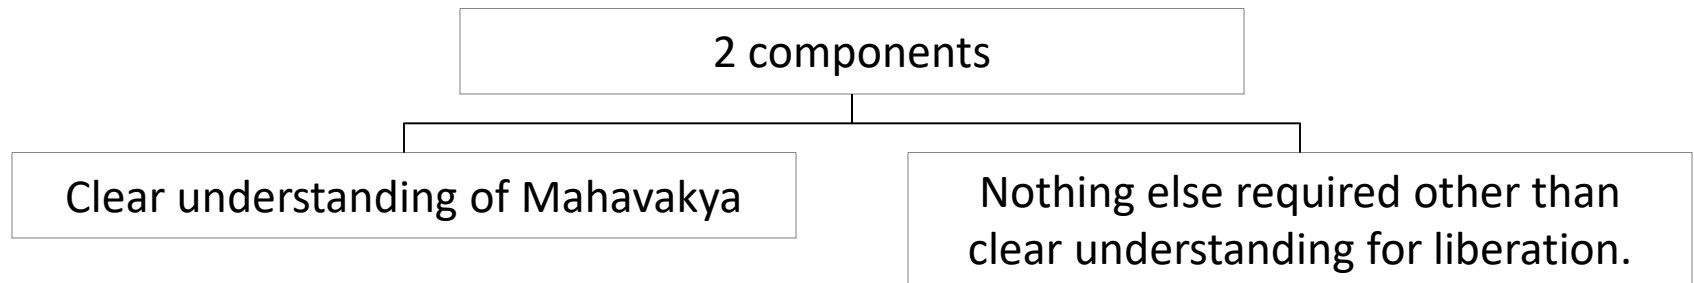 2 components
Clear understanding of Mahavakya
Nothing else required other than
clear understanding for liberation.